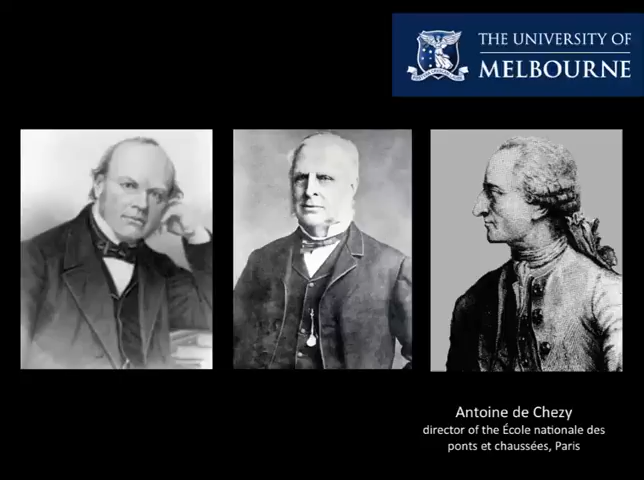 THE UNIVERSITY OF
MELBOURNE
Antoine de Chezy
director of the École nationale des
ponts et chaussées, Paris